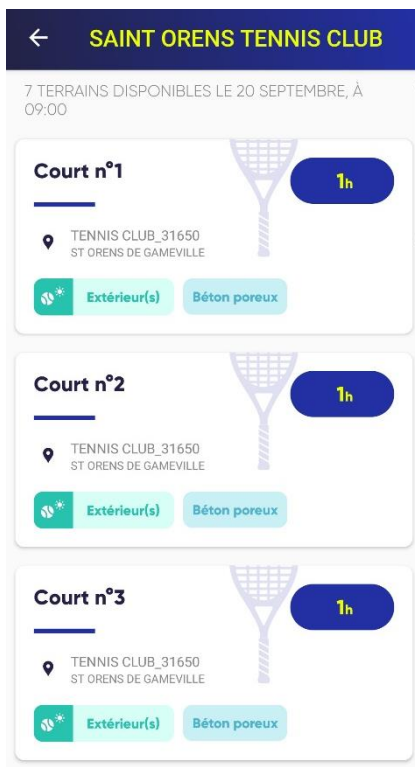 SAINT ORENS TENNIS CLUB
7 TERRAINS DISPONIBLES LE 20 SEPTEMBRE, À
09:00
Court n°1
1h
TENNIS CLUB_31650
ST ORENS DE GAMEVILLE
Extérieur(s) Béton poreux
Court n°2
1h
TENNIS CLUB_31650
ST ORENS DE GAMEVILLE
Extérieur(s) Béton poreux
Court n°3
1h
TENNIS CLUB_31650
ST ORENS DE GAMEVILLE
Extérieur(s) Béton poreux